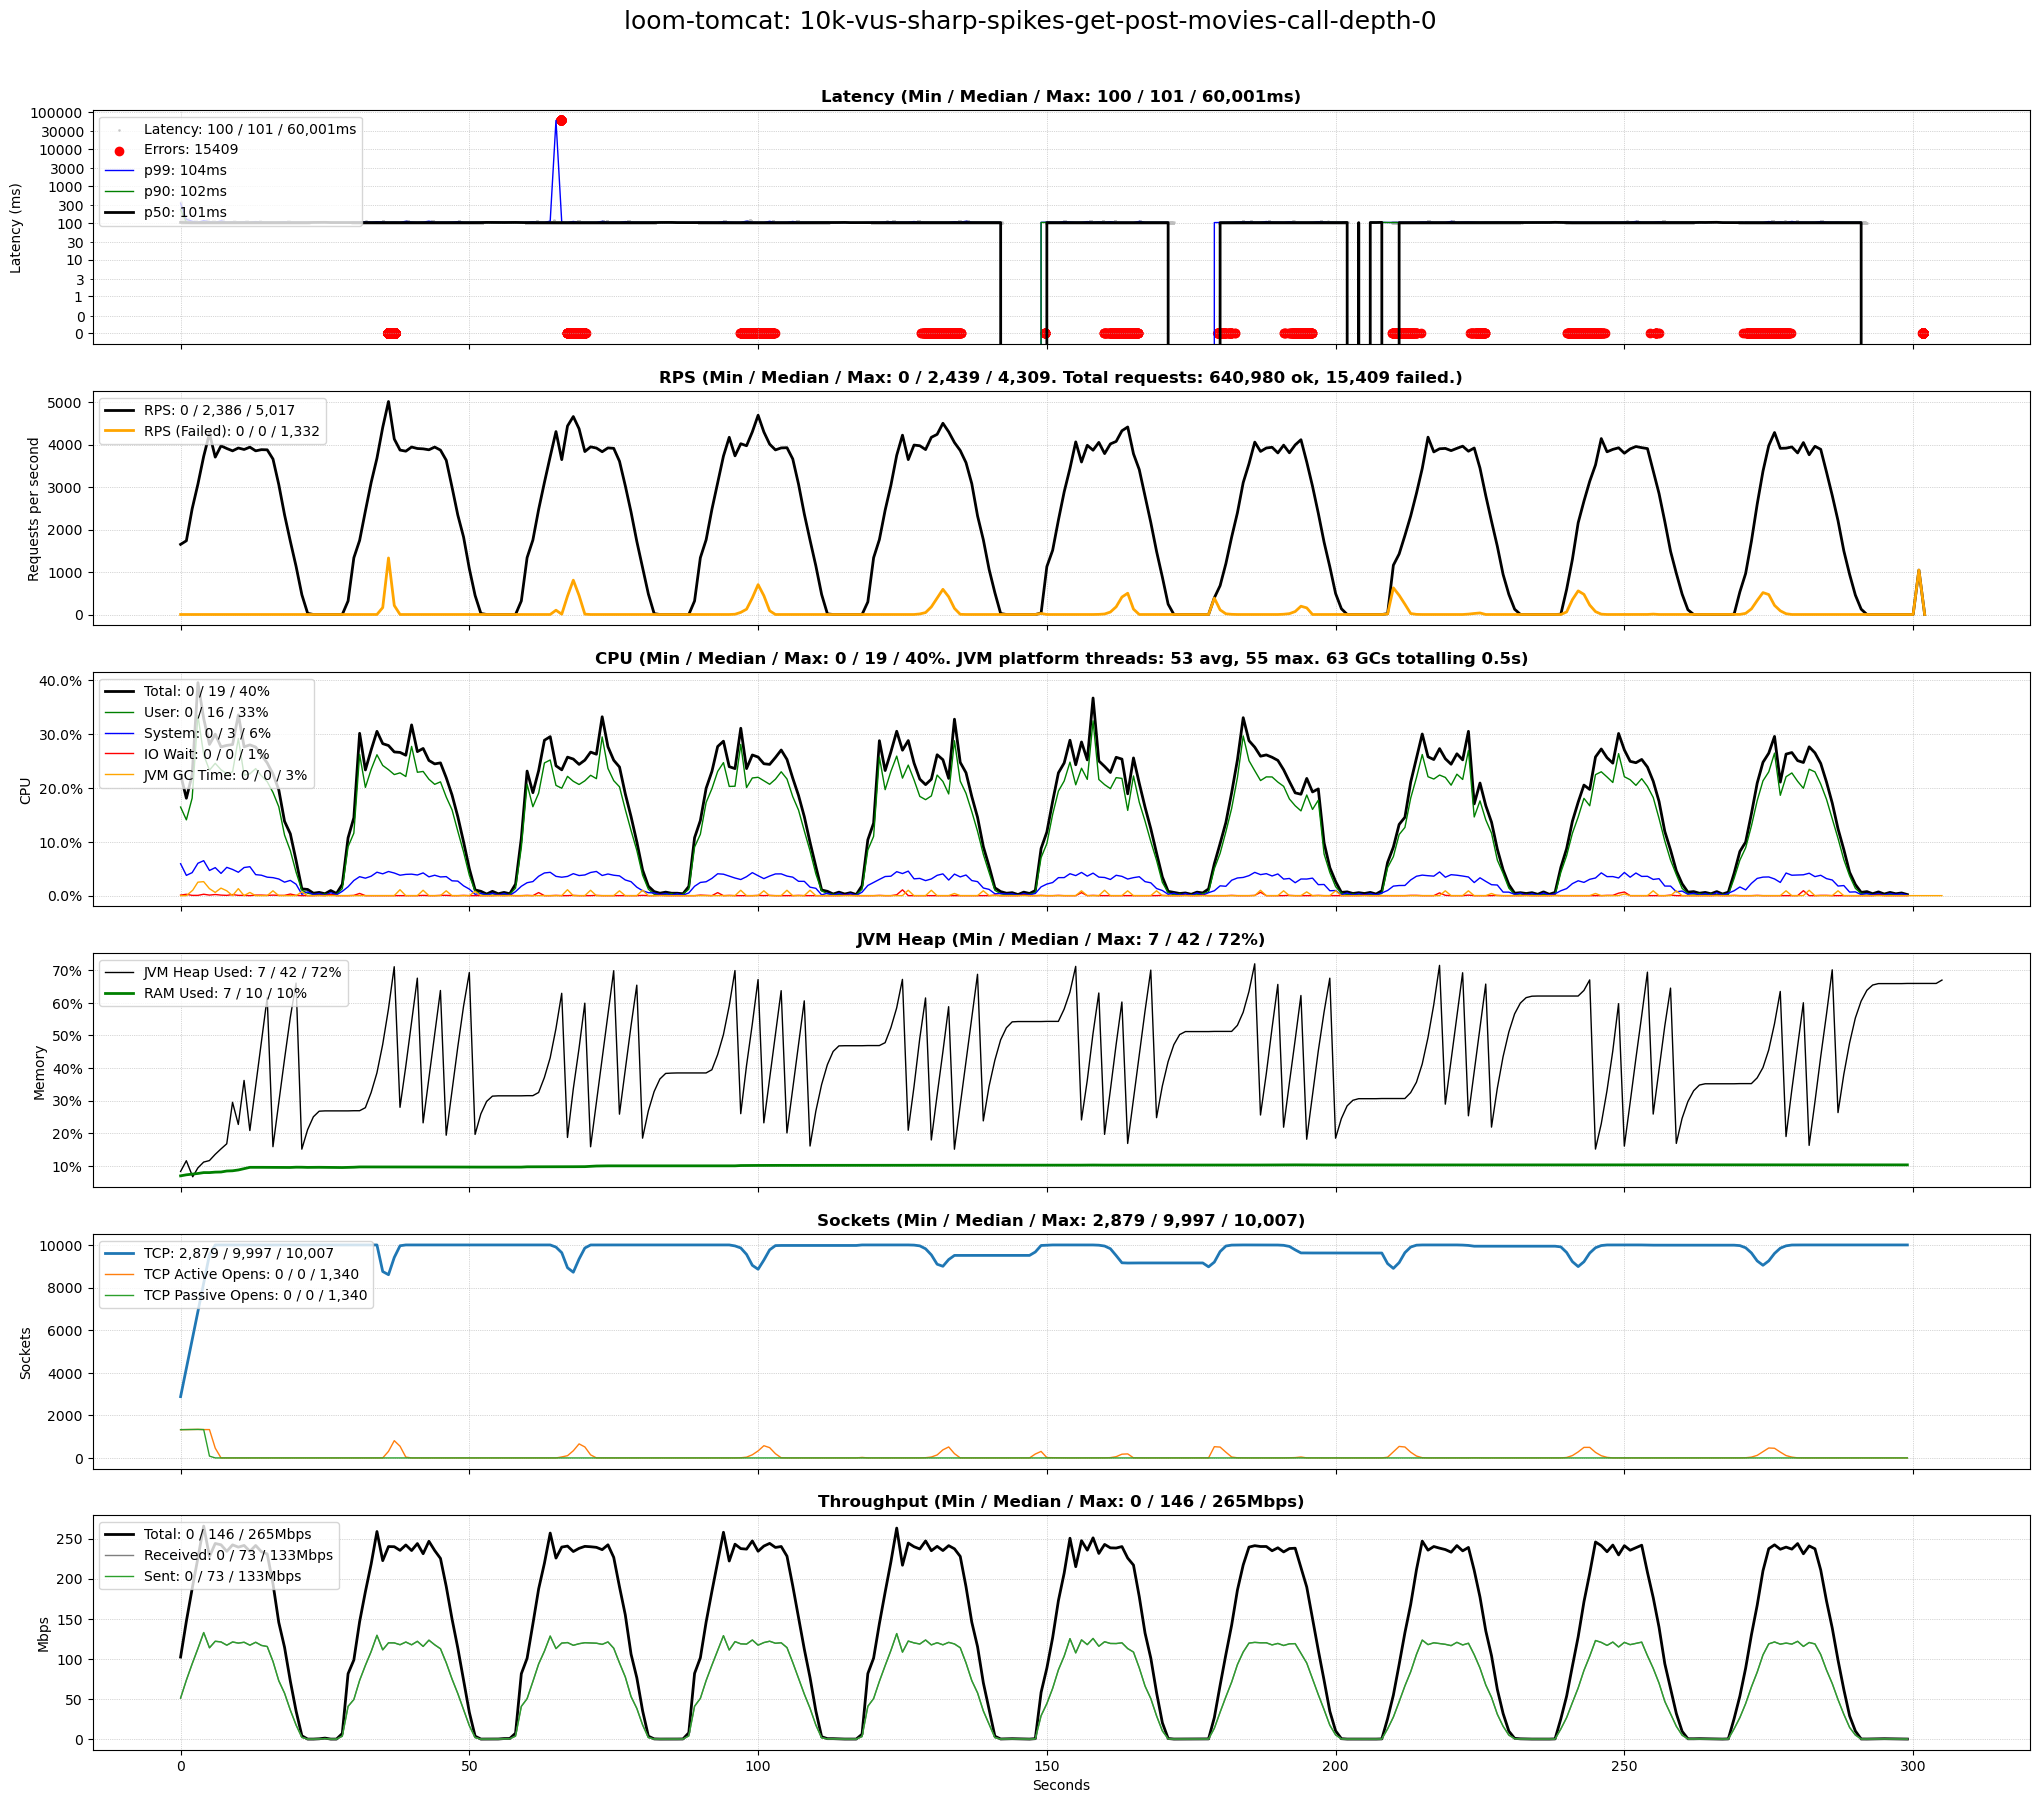 loom-tomcat: 10k-vus-sharp-spikes-get-post-movies-call-depth-0
Latency (Min / Median / Max: 100 / 101 / 60,001ms)
Latency (ms)
100000
30000
10000
3000
1000
300
100
30
10
3
1
0
0
Latency: 100 / 101 / 60,001ms
Errors: 15409
p99: 104ms
p90: 102ms
p50: 101ms
RPS (Min / Median / Max: 0 / 2,439 / 4,309. Total requests: 640,980 ok, 15,409 failed.)
Requests per second
5000
4000
3000
2000
1000
0
RPS: 0 / 2,386 / 5,017
RPS (Failed): 0 / 0 / 1,332
CPU (Min / Median / Max: 0 / 19 / 40%. JVM platform threads: 53 avg, 55 max. 63 GCs totalling 0.5s)
CPU
40.0%
30.0%
20.0%
10.0%
0.0%
Total: 0 / 19 / 40%
User: 0 / 16 / 33%
System: 0 / 3 / 6%
IO Wait: 0 / 0 / 1%
JVM GC Time: 0 / 0 / 3%
JVM Heap (Min / Median / Max: 7 / 42 / 72%)
Memory
70%
60%
50%
40%
30%
20%
10%
JVM Heap Used: 7 / 42 / 72%
RAM Used: 7 / 10 / 10%
Sockets (Min / Median / Max: 2,879 / 9,997 / 10,007)
Sockets
10000
8000
6000
4000
2000
0
TCP: 2,879 / 9,997 / 10,007
TCP Active Opens: 0 / 0 / 1,340
TCP Passive Opens: 0 / 0 / 1,340
Throughput (Min / Median / Max: 0 / 146 / 265Mbps)
Mbps
250
200
150
100
50
0
Total: 0 / 146 / 265Mbps
Received: 0 / 73 / 133Mbps
Sent: 0 / 73 / 133Mbps
0 50 100 150 200 250 300
Seconds